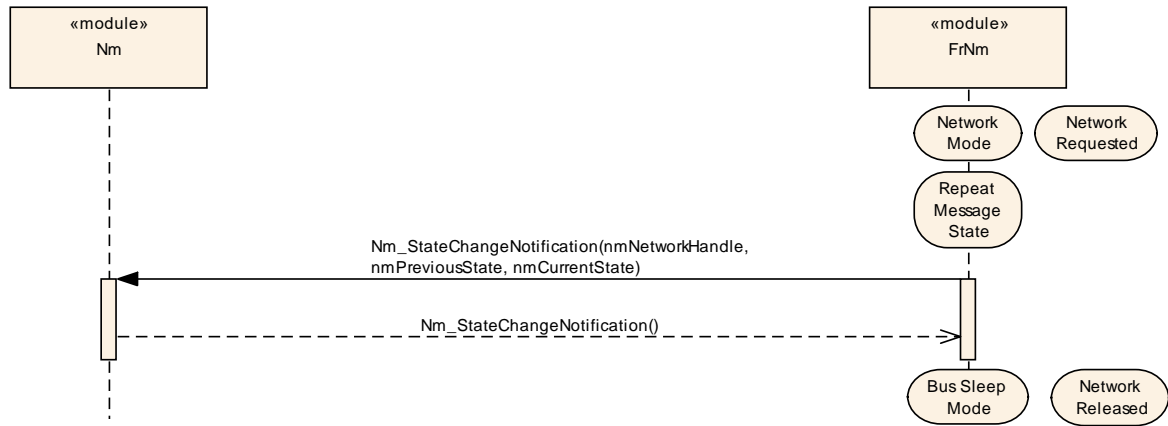 «module»
Nm
«module»
FrNm
Network
Mode
Network
Requested
Repeat
Message
State
Nm_StateChangeNotification(nmNetworkHandle,
nmPreviousState, nmCurrentState)
Nm_StateChangeNotification()
Bus Sleep
Mode
Network
Released